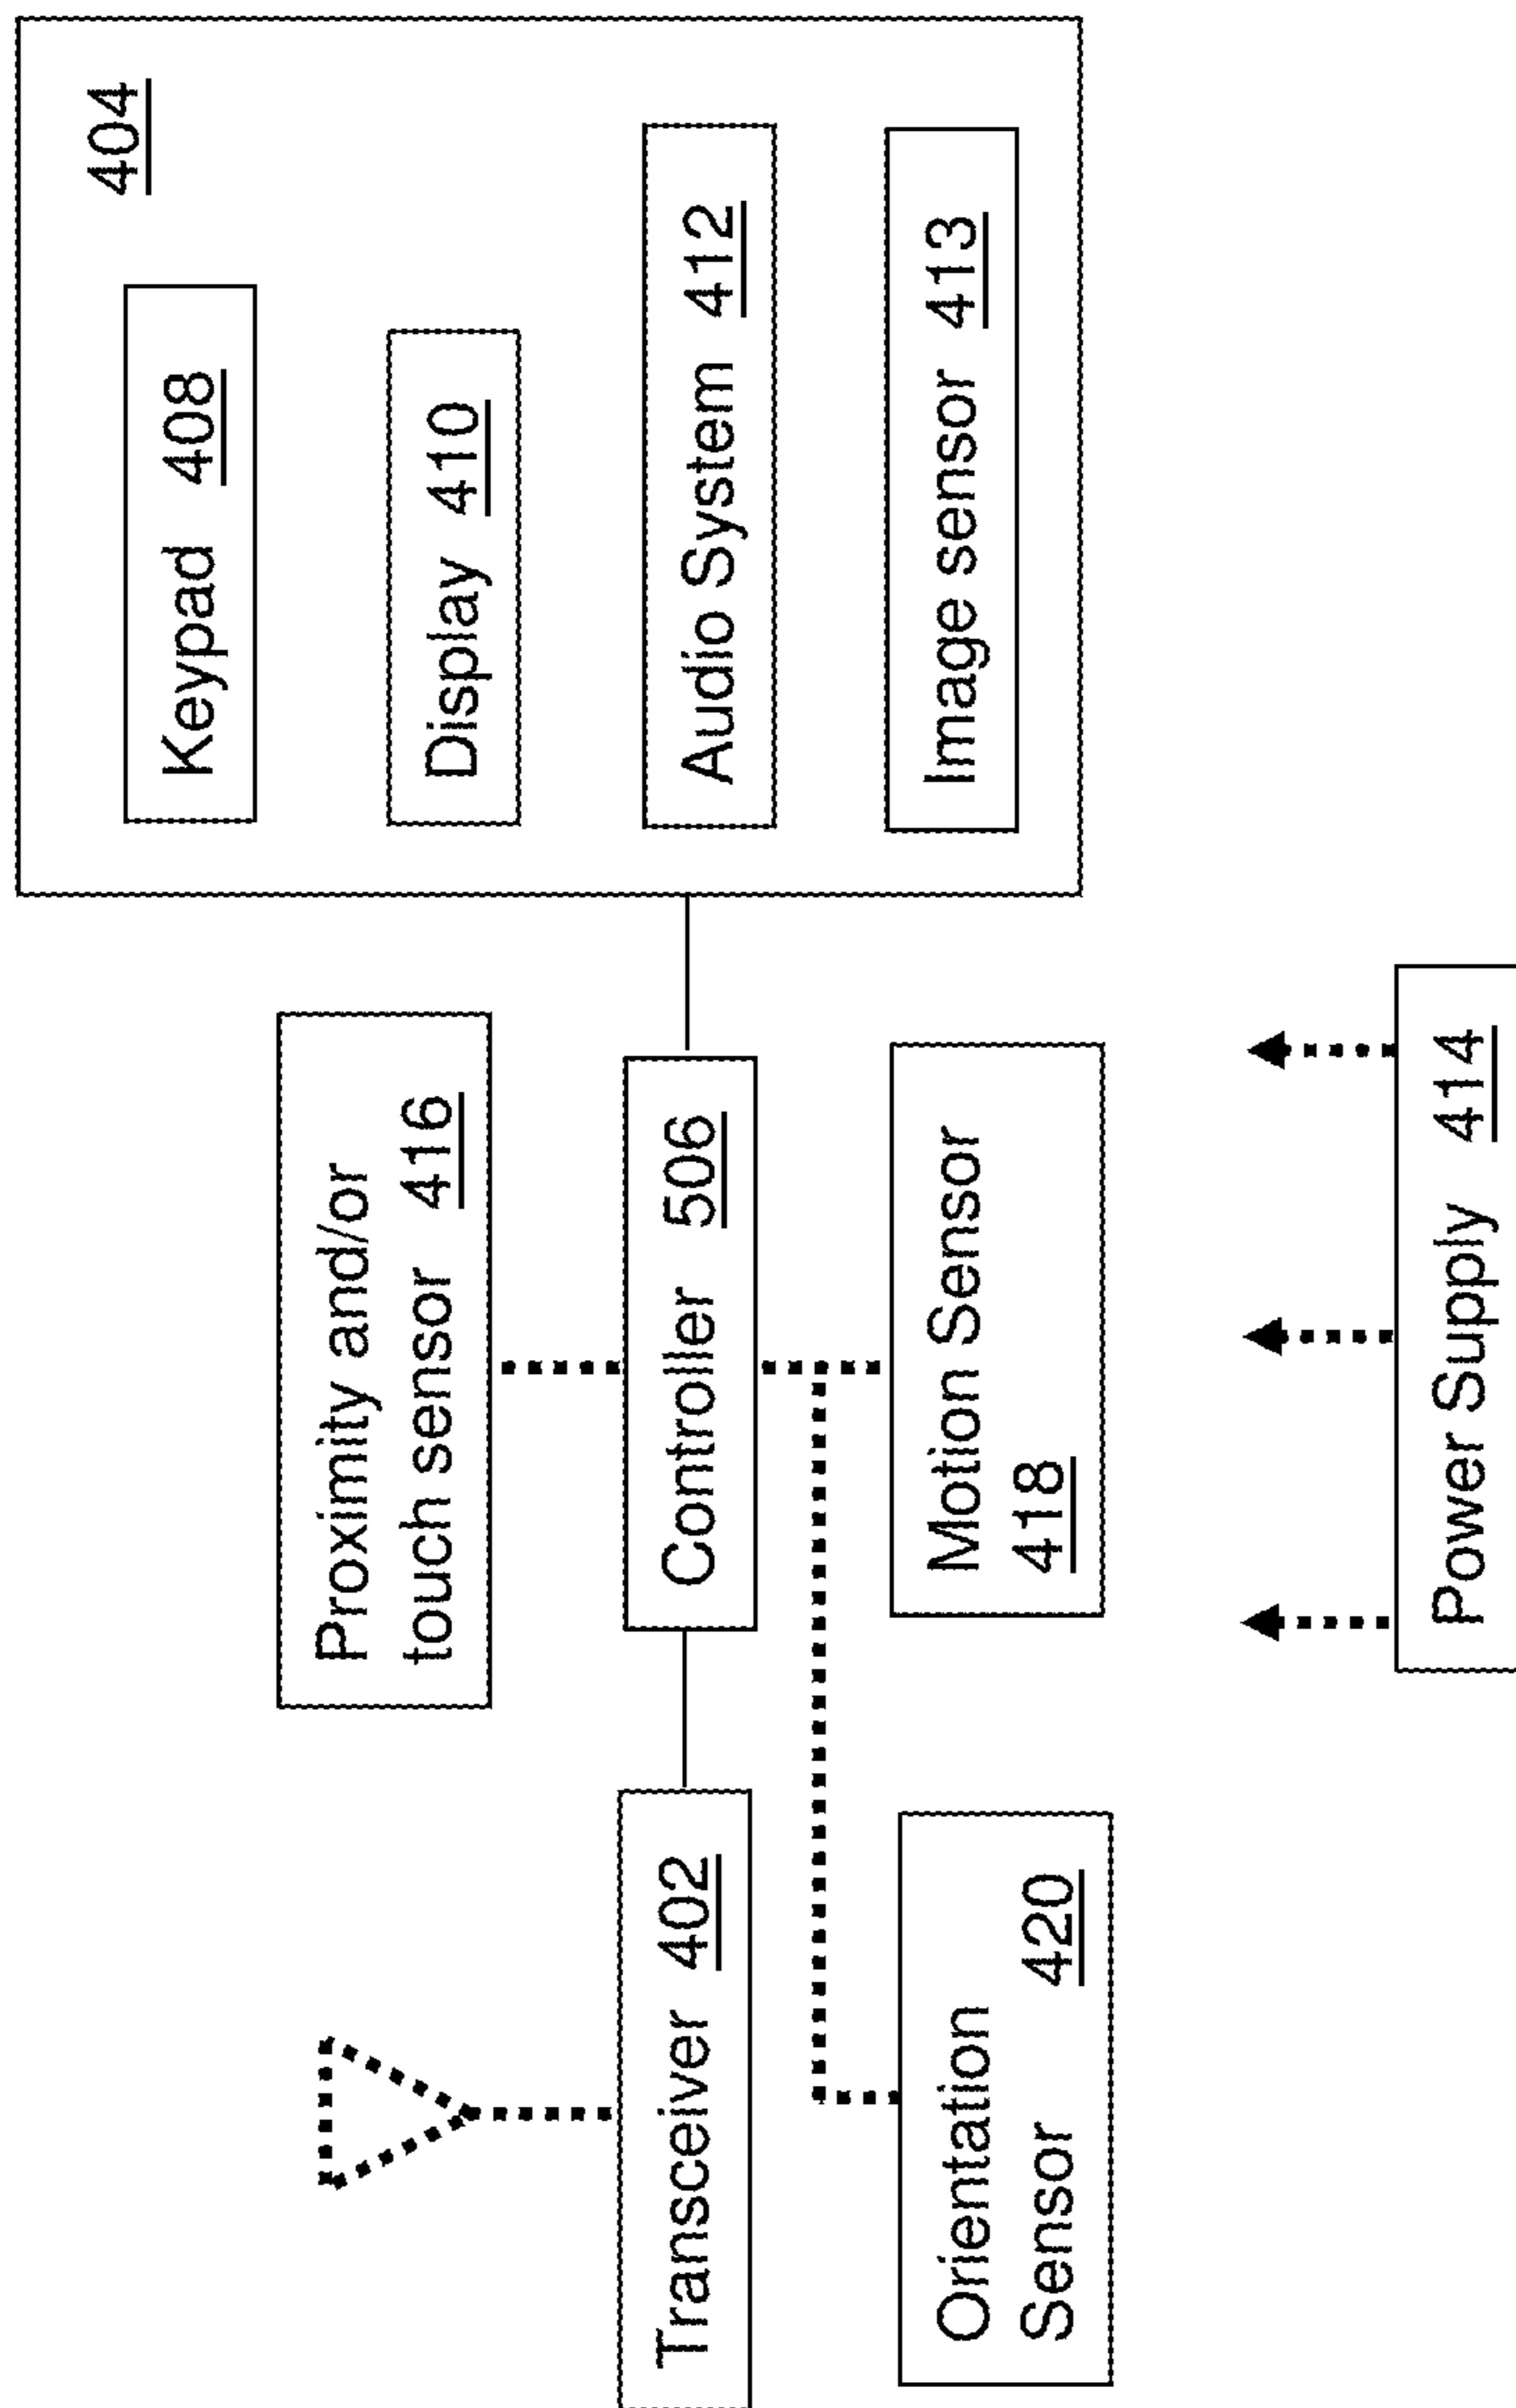 404
Keypad 408
Display 410
Audio System 412
Image sensor 413
Proximity and/or
touch sensor 416
Controller 506
Motion Sensor
418
Transceiver 402
Orientation
Sensor 420
Power Supply 414